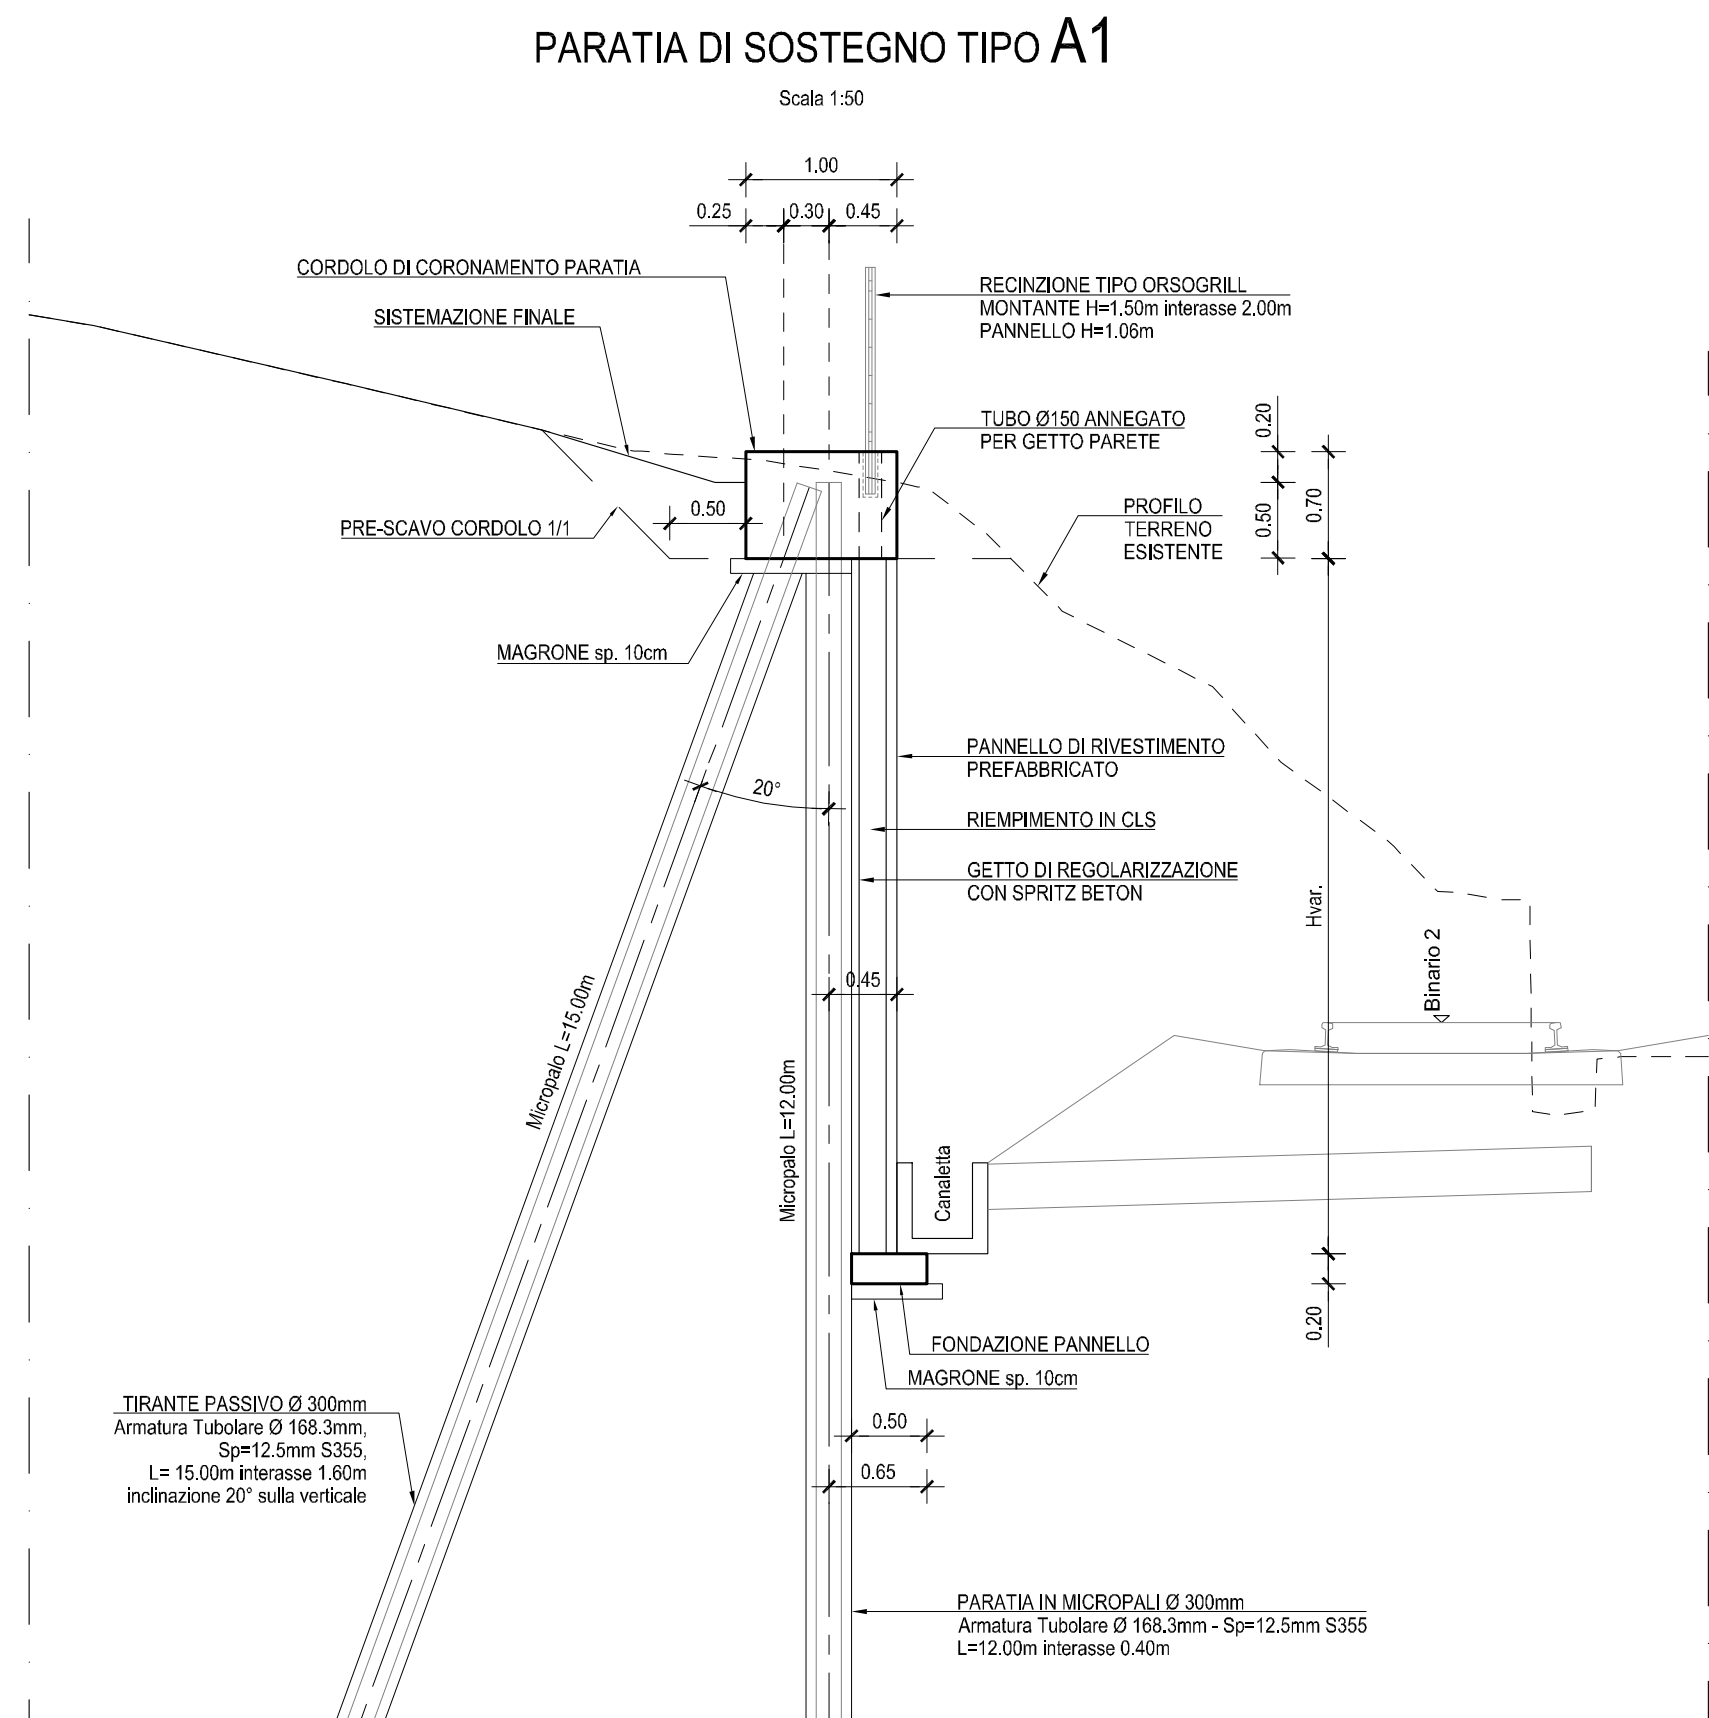 PARATIA DI SOSTEGNO TIPO A1
Scala 1:50
1.00
0.25
0.30
0.45
CORDOLO DI CORONAMENTO PARATIA
SISTEMAZIONE FINALE
RECINZIONE TIPO ORSOGRILL
MONTANTE H=1.50m interasse 2.00m
PANNELLO H=1.06m
TUBO Ø150 ANNEGATO
PER GETTO PARETE
0.20
0.50
0.70
PRE-SCAVO CORDOLO 1/1
0.50
PROFILO
TERRENO
ESISTENTE
MAGRONE sp. 10cm
PANNELLO DI RIVESTIMENTO
PREFABBRICATO
20°
RIEMPIMENTO IN CLS
GETTO DI REGOLARIZZAZIONE
CON SPRITZ BETON
Hvar.
Binario 2
0.45
Micropalo L=15.00m
Micropalo L=12.00m
Canaletta
0.20
FONDAZIONE PANNELLO
MAGRONE sp. 10cm
TIRANTE PASSIVO Ø 300mm
Armatura Tubolare Ø 168.3mm,
Sp=12.5mm S355,
L= 15.00m interasse 1.60m
inclinazione 20° sulla verticale
0.50
0.65
PARATIA IN MICROPALI Ø 300mm
Armatura Tubolare Ø 168.3mm - Sp=12.5mm S355
L=12.00m interasse 0.40m